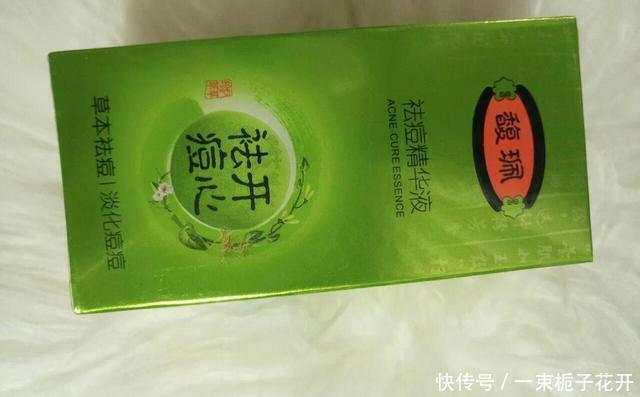 馥珮
祛痘精华液
ACNE-CURE ESSENCE
开心
祛痘
草本祛痘|淡化痘痘
快传号 / 一束栀子花开